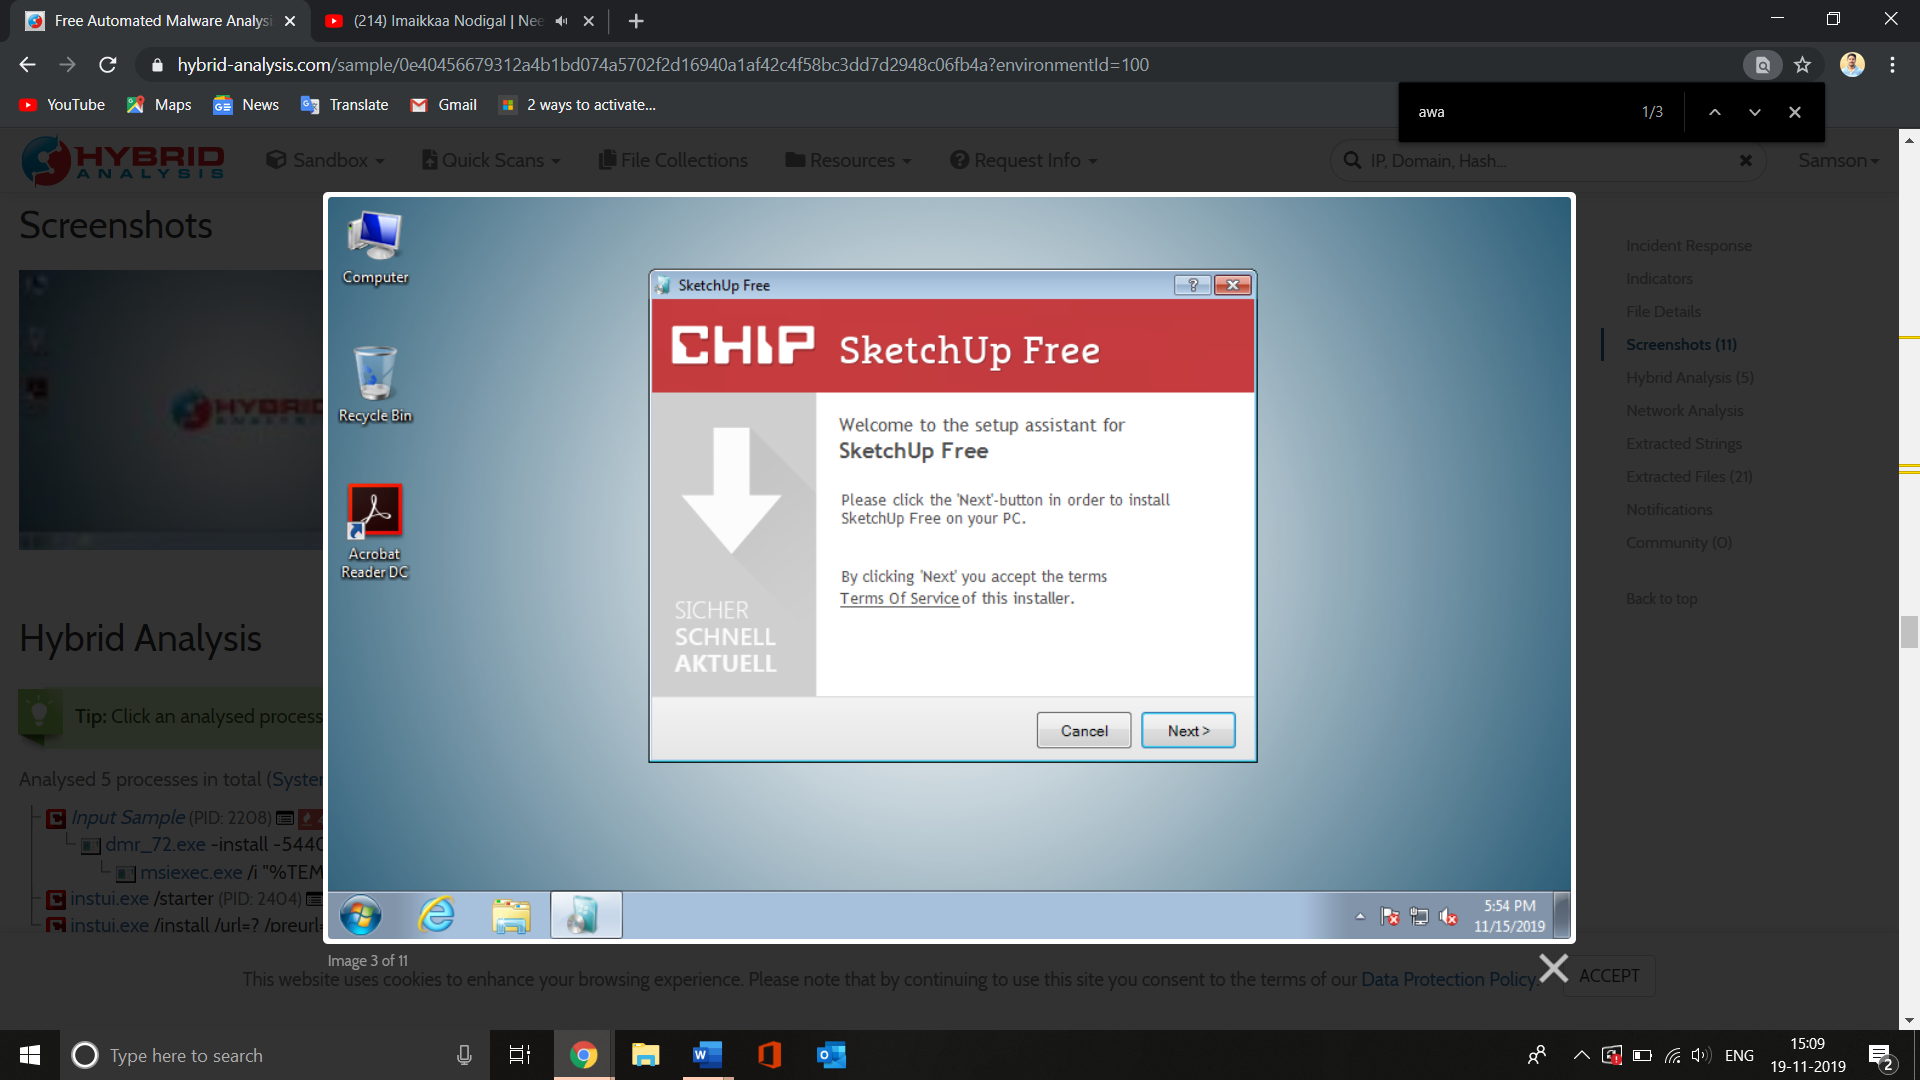 Free Automated Malware Analysi
(214) Imaikkaa Nodigal | Nee
hybrid-analysis.com/sample/0e40456679312a4b1bd074a5702f2d16940a1af42c4f58bc3dd7d2948c06fb4a?environmentId=100
YouTube Maps News Translate Gmail 2 ways to activate...
awa 1/3
HYBRID ANALYSIS Sandbox Quick Scans File Collections Resources Request Info IP, Domain, Hash... Samson
Screenshots
Computer
Recycle Bin
Acrobat
Reader DC
HYBRID
ANALYSIS
SketchUp Free
CHIP SketchUp Free
Welcome to the setup assistant for
SketchUp Free
Please click the 'Next'-button in order to install
SketchUp Free on your PC.
By clicking 'Next' you accept the terms
Terms Of Service of this installer.
SICHER
SCHNELL
AKTUELL
Cancel Next >
5:54 PM
11/15/2019
Incident Response
Indicators
File Details
Screenshots (11)
Hybrid Analysis (5)
Network Analysis
Extracted Strings
Extracted Files (21)
Notifications
Community (0)
Back to top
Hybrid Analysis
Tip: Click an analysed process
Analysed 5 processes in total (System
Input Sample (PID: 2208)
dmr_72.exe -install -5440
msiexec.exe /i "%TEM
instui.exe /starter (PID: 2404)
instui.exe /install /url=? /preurl=
Image 3 of 11
This website uses cookies to enhance your browsing experience. Please note that by continuing to use this site you consent to the terms of our Data Protection Policy. ACCEPT
Type here to search
ENG
15:09
19-11-2019
2